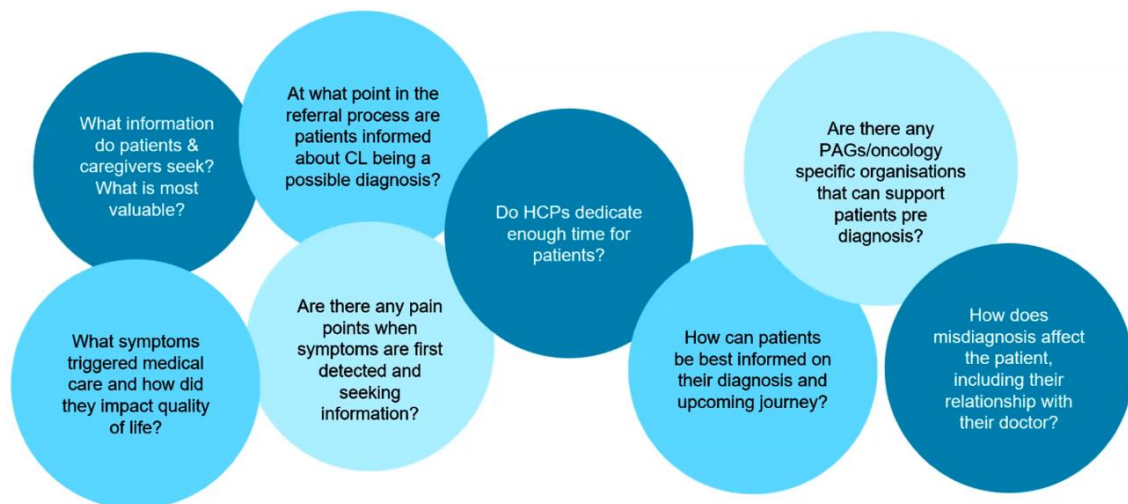 What information
do patients &
caregivers seek?
What is most
valuable?
At what point in the
referral process are
patients informed
about CL being a
possible diagnosis?
Do HCPs dedicate
enough time for
patients?
Are there any
PAGs/oncology
specific organisations
that can support
patients pre
diagnosis?
What symptoms
triggered medical
care and how did
they impact quality
of life?
Are there any pain
points when
symptoms are first
detected and
seeking
information?
How can patients
be best informed on
their diagnosis and
upcoming journey?
How does
misdiagnosis affect
the patient,
including their
relationship with
their doctor?